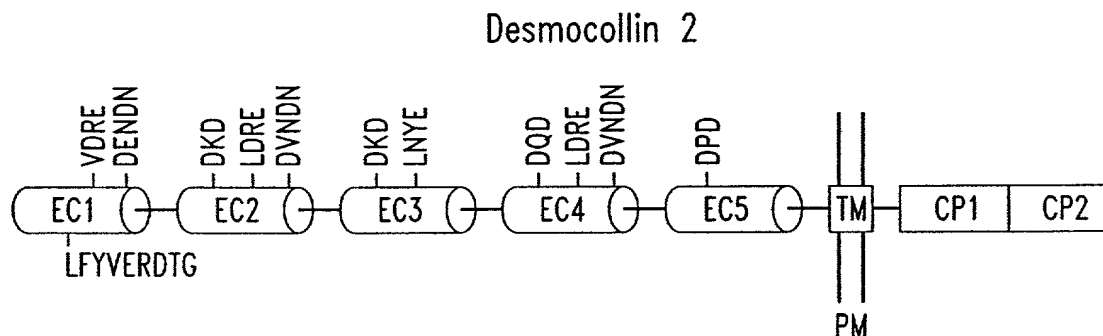 Desmocollin 2
VDRE
DENDN
DKD
LDRE
DVNDN
DKD
LNYE
DQD
LDRE
DVNDN
DPD
EC1 EC2 EC3 EC4 EC5 TM CP1 CP2
LFYVERDTG
PM